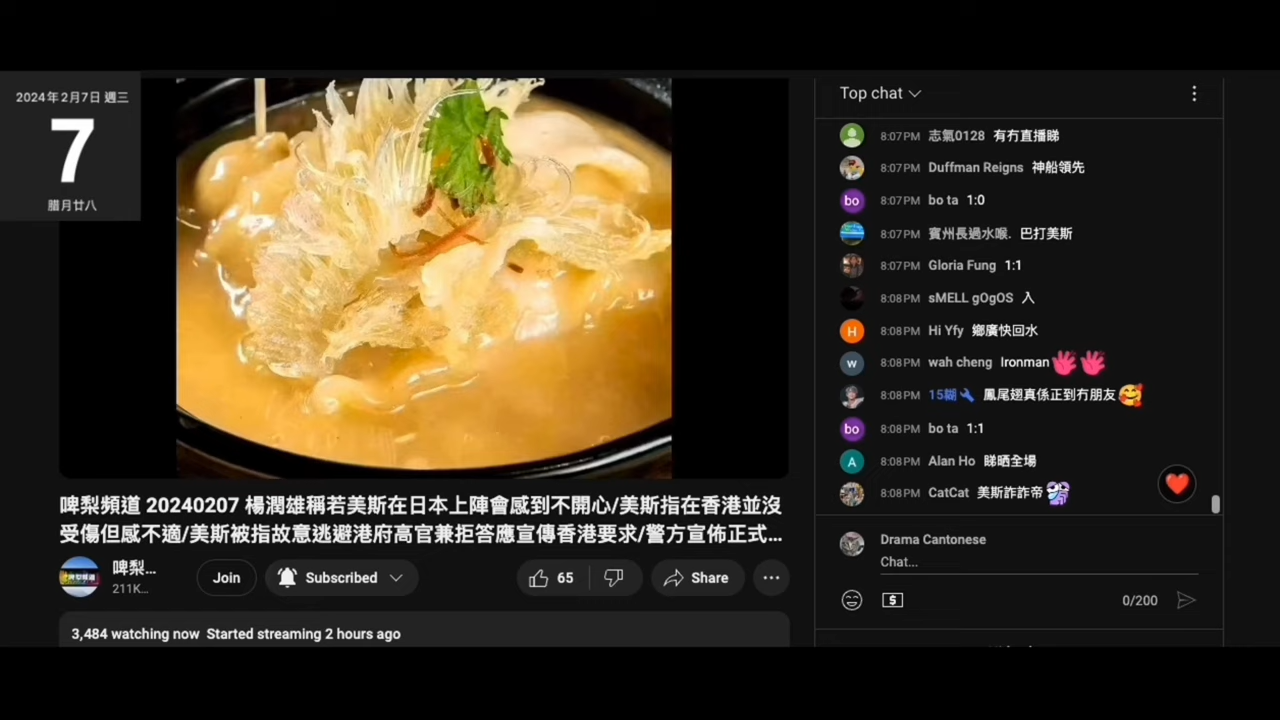 2024年2月7日 週三
7
腊月廿八
啤梨頻道 20240207 楊潤雄稱若美斯在日本上陣會感到不開心/美斯指在香港並沒
受傷但感不適/美斯被指故意逃避港府高官兼拒答應宣傳香港要求/警方宣佈正式...
啤梨...
211K...
Join
Subscribed
65
Share
3,484 watching now Started streaming 2 hours ago
Top chat
8:07PM 志氣0128 有冇直播睇
8:07PM Duffman Reigns 神船領先
bo 8:07PM bo ta 1:0
8:07PM 賓州長過水喉. 巴打美斯
8:07PM Gloria Fung 1:1
8:08PM sMELL gOgOS 入
H 8:08PM Hi Yfy 鄉廣快回水
w 8:08PM wah cheng Ironman
8:08PM 15糊 鳳尾翅真係正到冇朋友
bo 8:08PM bo ta 1:1
A 8:08PM Alan Ho 睇晒全場
8:08PM CatCat 美斯詐詐帝
Drama Cantonese
Chat...
0/200